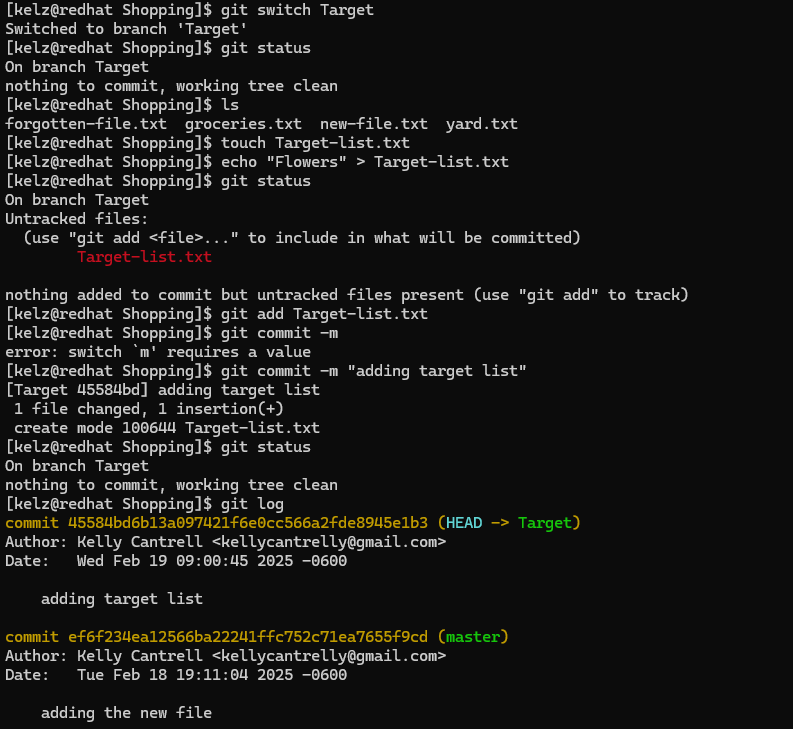 [kelz@redhat Shopping]$ git switch Target
Switched to branch 'Target'
[kelz@redhat Shopping]$ git status
On branch Target
nothing to commit, working tree clean
[kelz@redhat Shopping]$ ls
forgotten-file.txt  groceries.txt  new-file.txt  yard.txt
[kelz@redhat Shopping]$ touch Target-list.txt
[kelz@redhat Shopping]$ echo "Flowers" > Target-list.txt
[kelz@redhat Shopping]$ git status
On branch Target
Untracked files:
  (use "git add <file>..." to include in what will be committed)
        Target-list.txt

nothing added to commit but untracked files present (use "git add" to track)
[kelz@redhat Shopping]$ git add Target-list.txt
[kelz@redhat Shopping]$ git commit -m
error: switch `m' requires a value
[kelz@redhat Shopping]$ git commit -m "adding target list"
[Target 45584bd] adding target list
 1 file changed, 1 insertion(+)
 create mode 100644 Target-list.txt
[kelz@redhat Shopping]$ git status
On branch Target
nothing to commit, working tree clean
[kelz@redhat Shopping]$ git log
commit 45584bd6b13a097421f6e0cc566a2fde8945e1b3 (HEAD -> Target)
Author: Kelly Cantrell <kellycantrelly@gmail.com>
Date:   Wed Feb 19 09:00:45 2025 -0600

    adding target list

commit ef6f234ea12566ba22241ffc752c71ea7655f9cd (master)
Author: Kelly Cantrell <kellycantrelly@gmail.com>
Date:   Tue Feb 18 19:11:04 2025 -0600

    adding the new file